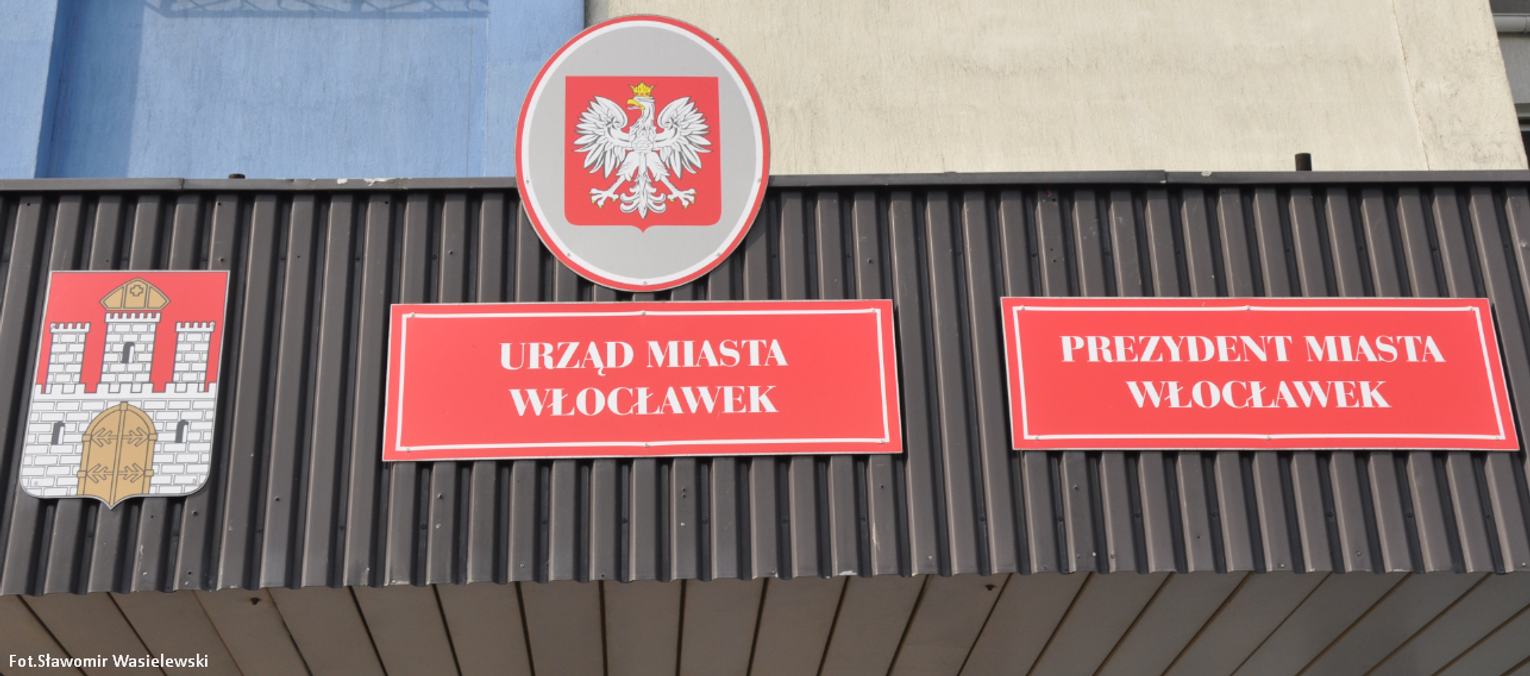 URZĄD MIASTA
WŁOCŁAWEK
PREZYDENT MIASTA
WŁOCŁAWEK
Fot.Sławomir Wasielewski